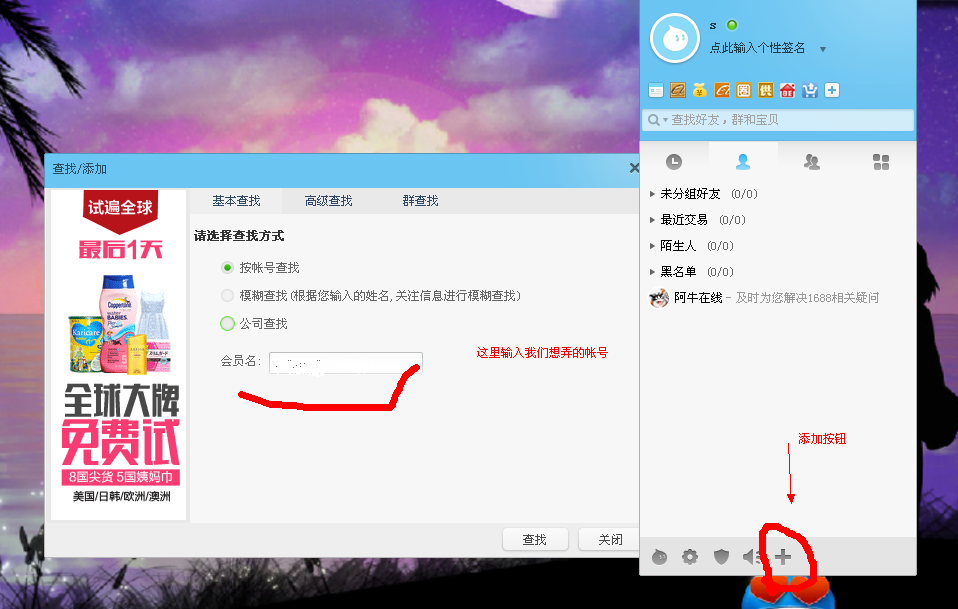 s
点此输入个性签名
查找好友，群和宝贝
未分组好友 (0/0)
最近交易 (0/0)
陌生人 (0/0)
黑名单 (0/0)
阿牛在线 - 及时为您解决1688相关疑问
添加按钮
查找/添加
试遍全球
最后1天
Coppertone
water
BABIES
Karicare
全球大牌
免费试
8国尖货 5国姨妈巾
美国/日韩/欧洲/澳洲
基本查找
高级查找
群查找
请选择查找方式
按帐号查找
模糊查找(根据您输入的姓名,关注信息进行模糊查找)
公司查找
会员名:
这里输入我们想弄的帐号
查找
关闭